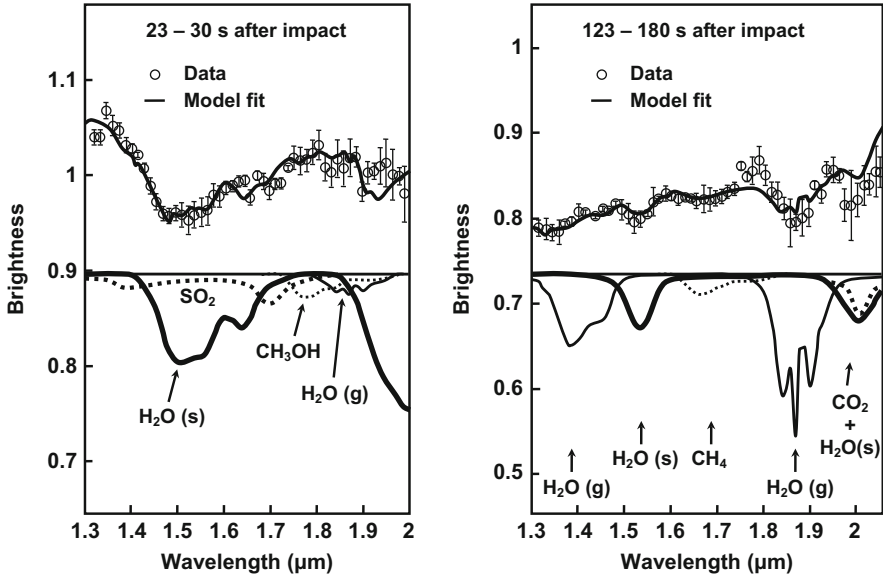 23 – 30 s after impact
Data
Model fit
1.1
1
0.9
0.8
0.7
Brightness
SO₂
CH₃OH
H₂O (g)
H₂O (s)
1.3 1.4 1.5 1.6 1.7 1.8 1.9 2
Wavelength (µm)
123 – 180 s after impact
Data
Model fit
1
0.9
0.8
0.7
0.6
0.5
Brightness
CO₂
+
H₂O(s)
H₂O (g)
H₂O (s)
CH₄
H₂O (g)
1.3 1.4 1.5 1.6 1.7 1.8 1.9 2
Wavelength (µm)